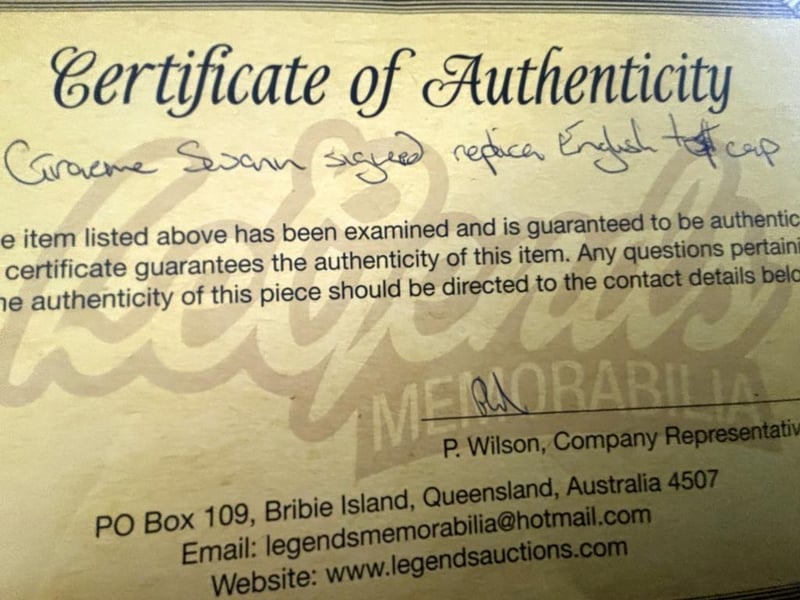 Certificate of Authenticity
Graeme Swann signed replica English test cap
e item listed above has been examined and is guaranteed to be authentic
certificate guarantees the authenticity of this item. Any questions pertaini
he authenticity of this piece should be directed to the contact details belo
Legends
MEMORABILIA
P. Wilson, Company Representativ
PO Box 109, Bribie Island, Queensland, Australia 4507
Email: legendsmemorabilia@hotmail.com
Website: www.legendsauctions.com